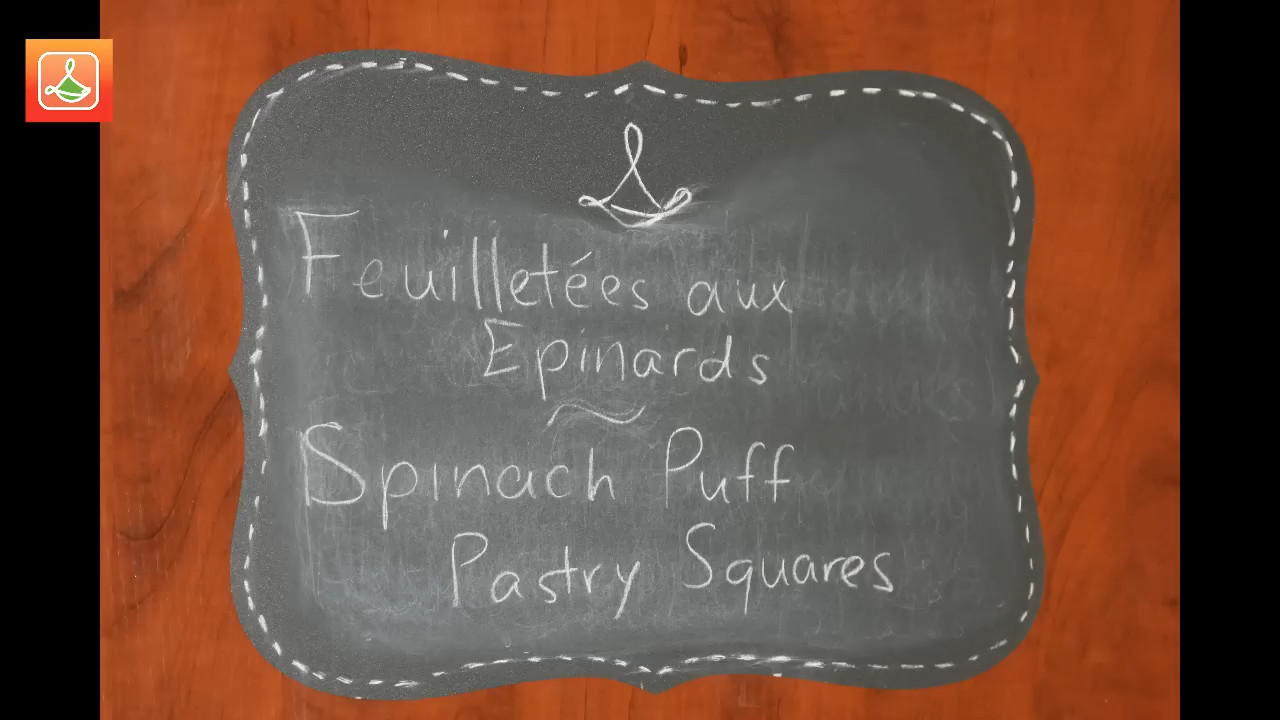 Feuilletées aux
Epinards
~
Spinach Puff
Pastry Squares